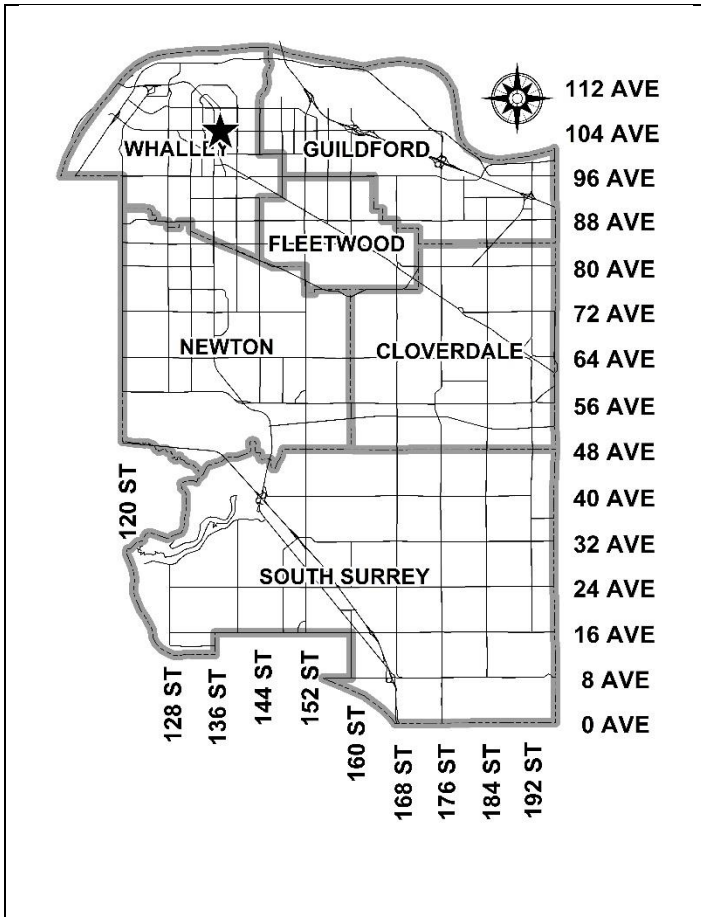 112 AVE
104 AVE
WHALLEY
GUILDFORD
96 AVE
88 AVE
FLEETWOOD
80 AVE
72 AVE
NEWTON
CLOVERDALE
64 AVE
56 AVE
48 AVE
120 ST
40 AVE
32 AVE
SOUTH SURREY
24 AVE
16 AVE
8 AVE
0 AVE
128 ST
136 ST
144 ST
152 ST
160 ST
168 ST
176 ST
184 ST
192 ST